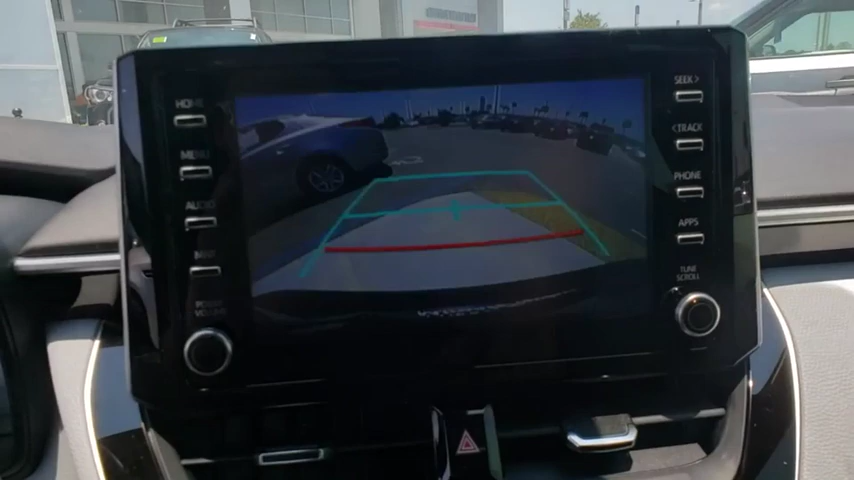 HOME
MENU
AUDIO
MAP
POWER
VOLUME
SEEK >
< TRACK
PHONE
APPS
TUNE
SCROLL